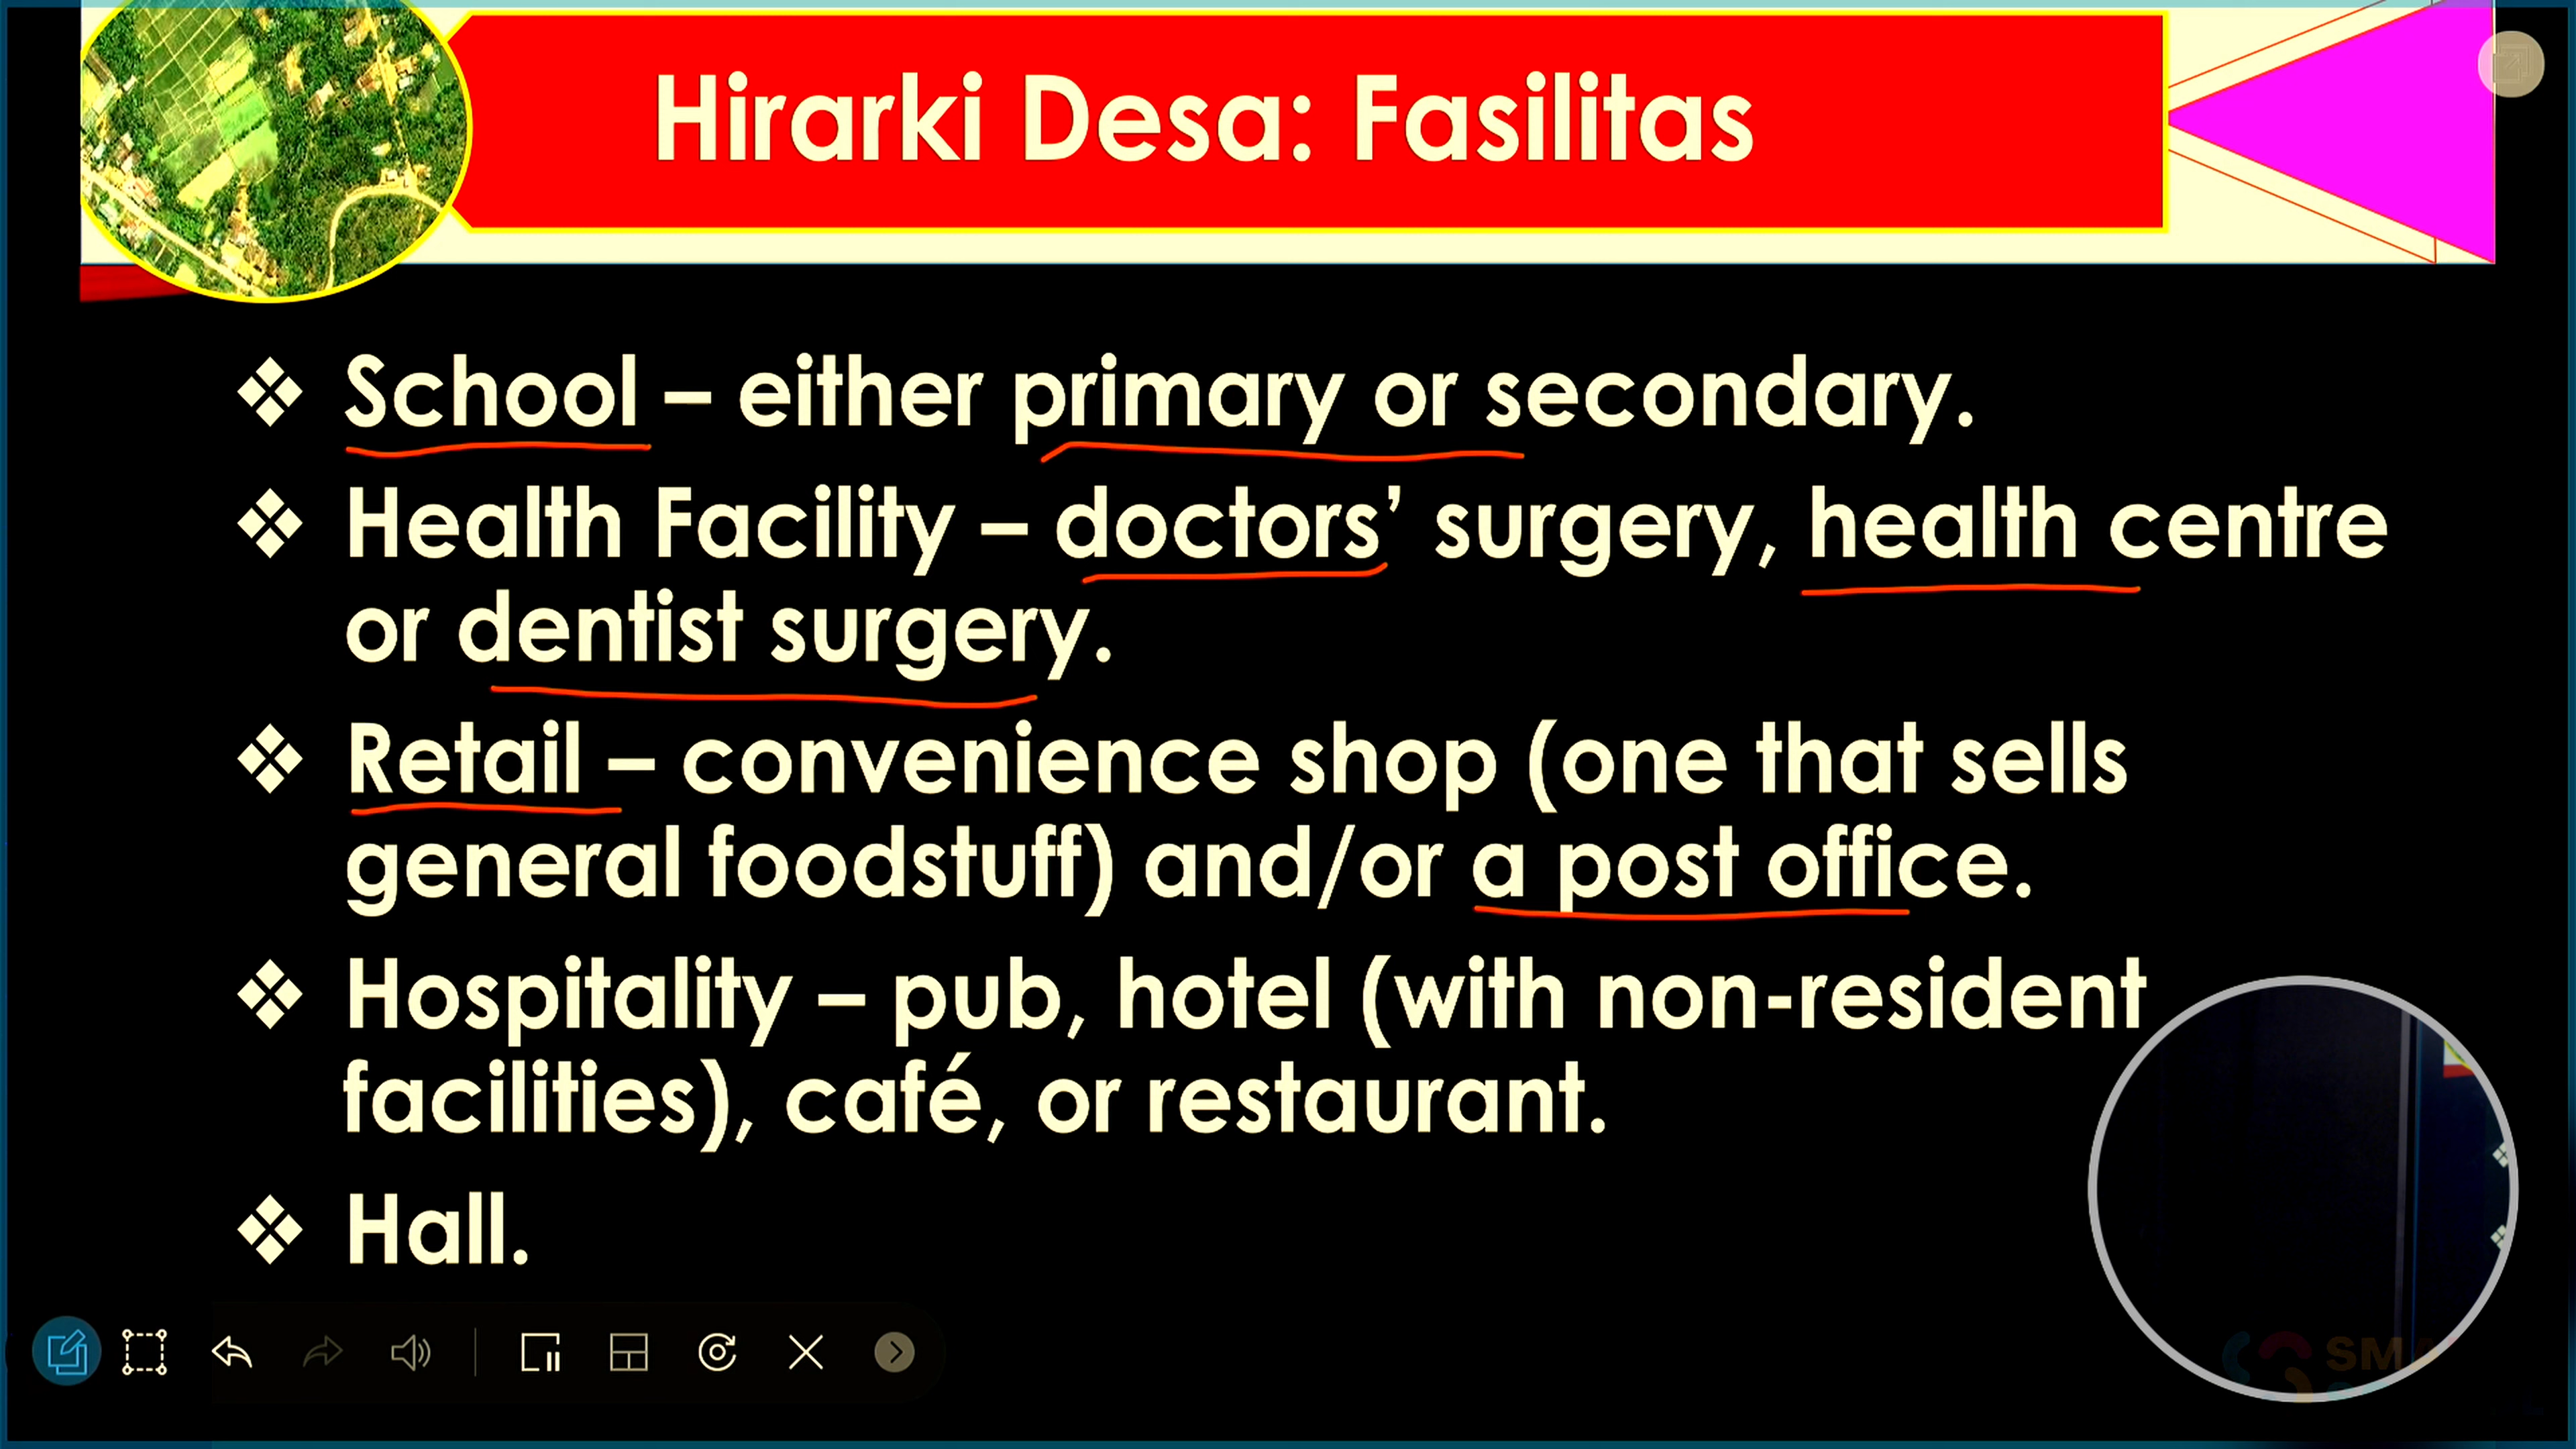 Hirarki Desa: Fasilitas
❖ School – either primary or secondary.
❖ Health Facility – doctors’ surgery, health centre
or dentist surgery.
❖ Retail – convenience shop (one that sells
general foodstuff) and/or a post office.
❖ Hospitality – pub, hotel (with non-resident
facilities), café, or restaurant.
❖ Hall.